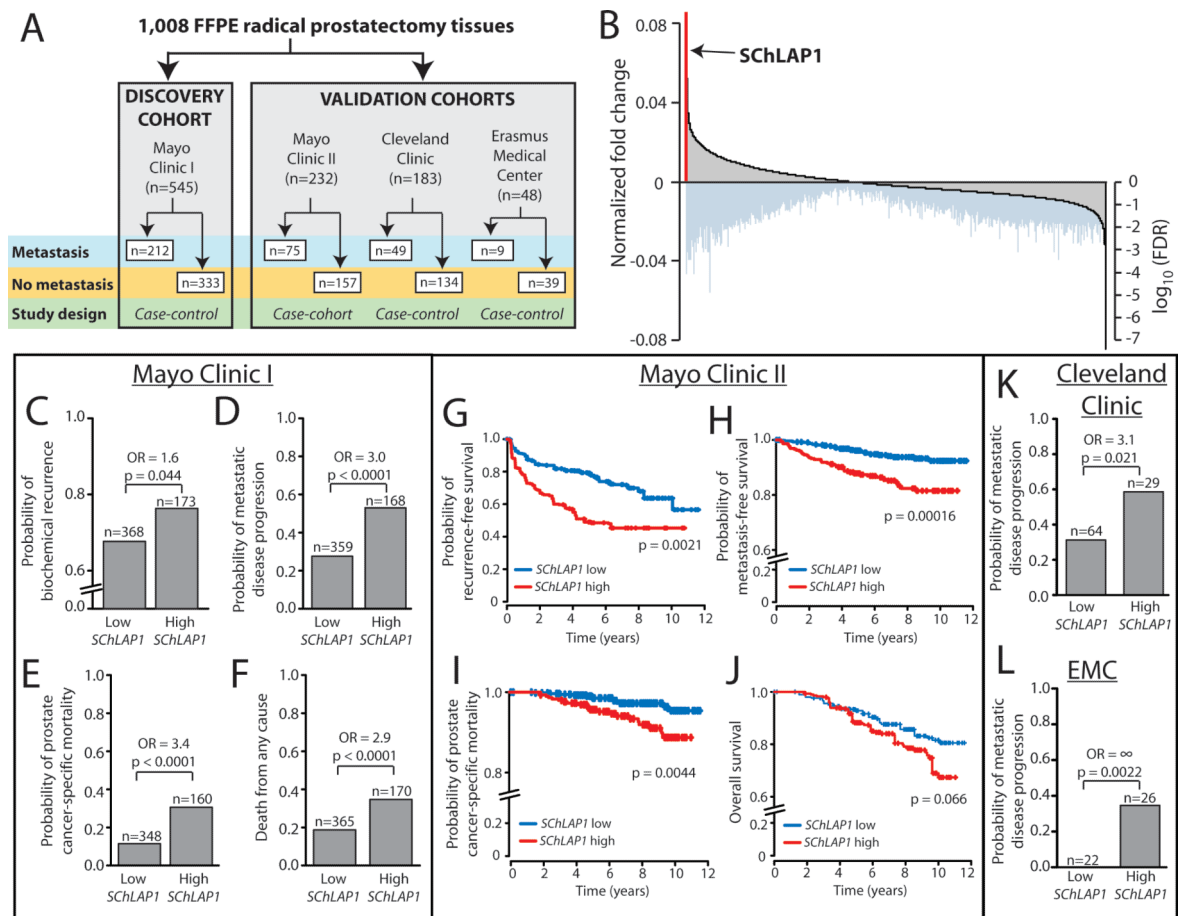 A
1,008 FFPE radical prostatectomy tissues
DISCOVERY
COHORT
VALIDATION COHORTS
Mayo
Clinic I
(n=545)
Mayo
Clinic II
(n=232)
Cleveland
Clinic
(n=183)
Erasmus
Medical
Center
(n=48)
Metastasis
n=212
n=75
n=49
n=9
No metastasis
n=333
n=157
n=134
n=39
Study design
Case-control
Case-cohort
Case-control
Case-control
B
SChLAP1
Normalized fold change
0.08
0.04
0
-0.04
-0.08
0
-1
-2
-3
-4
-5
-6
-7
log10 (FDR)
Mayo Clinic I
C
Probability of
biochemical recurrence
1.0
0.8
0.6
0.0
OR = 1.6
p = 0.044
n=368
n=173
Low
SChLAP1
High
SChLAP1
D
Probability of metastatic
disease progression
1.0
0.8
0.6
0.4
0.2
0.0
OR = 3.0
p < 0.0001
n=359
n=168
Low
SChLAP1
High
SChLAP1
E
Probability of prostate
cancer-specific mortality
1.0
0.8
0.6
0.4
0.2
0.0
OR = 3.4
p < 0.0001
n=348
n=160
Low
SChLAP1
High
SChLAP1
F
Death from any cause
1.0
0.8
0.6
0.4
0.2
0.0
OR = 2.9
p < 0.0001
n=365
n=170
Low
SChLAP1
High
SChLAP1
Mayo Clinic II
G
Probability of
recurrence-free survival
1.0
0.8
0.6
0.4
0.2
0
p = 0.0021
SChLAP1 low
SChLAP1 high
0 2 4 6 8 10 12
Time (years)
H
Probability of
metastasis-free survival
1.0
0.9
0.8
0.6
0
p = 0.00016
SChLAP1 low
SChLAP1 high
0 2 4 6 8 10 12
Time (years)
I
Probability of prostate
cancer-specific mortality
1.0
0.8
0.2
0
p = 0.0044
SChLAP1 low
SChLAP1 high
0 2 4 6 8 10 12
Time (years)
J
Overall survival
1.0
0.8
0.6
0.4
0.2
0
p = 0.066
SChLAP1 low
SChLAP1 high
0 2 4 6 8 10 12
Time (years)
K
Cleveland
Clinic
Probability of metastatic
disease progression
1.0
0.8
0.6
0.4
0.2
0.0
OR = 3.1
p = 0.021
n=64
n=29
Low
SChLAP1
High
SChLAP1
L
EMC
Probability of metastatic
disease progression
1.0
0.8
0.6
0.4
0.2
0.0
OR = ∞
p = 0.0022
n=22
n=26
Low
SChLAP1
High
SChLAP1